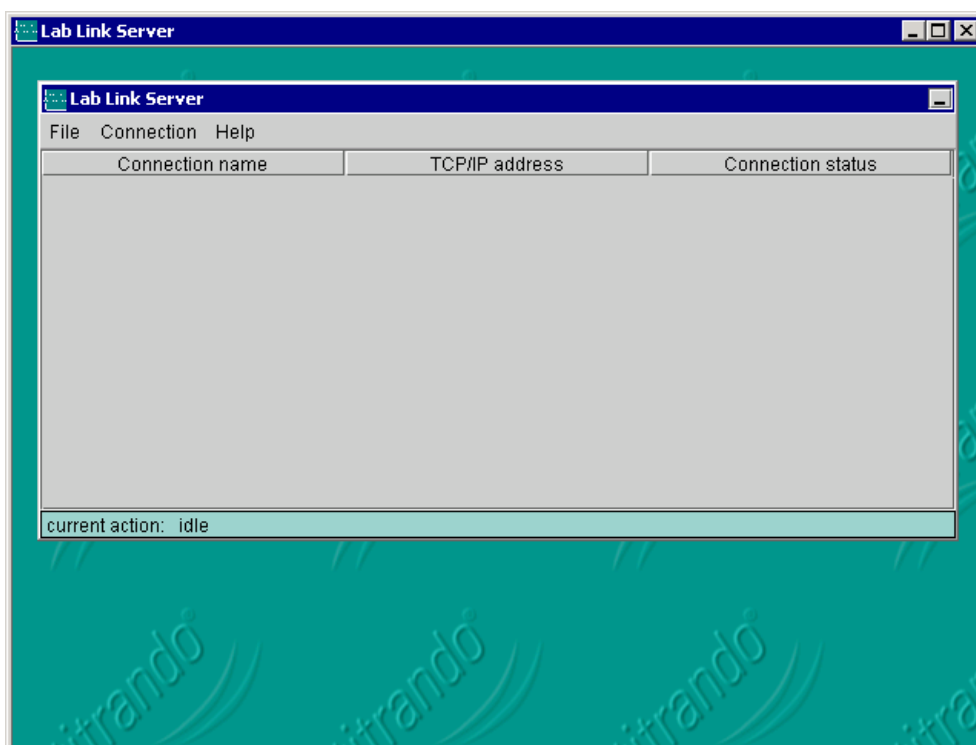 Lab Link Server
Lab Link Server
File Connection Help
Connection name TCP/IP address Connection status
current action: idle